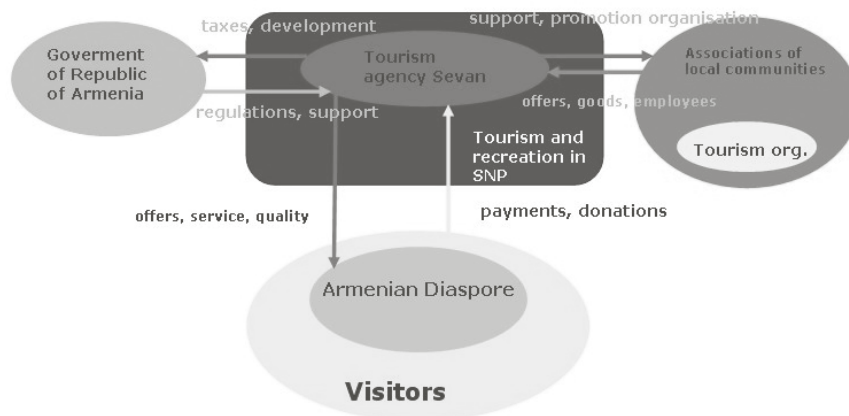 taxes, development
support, promotion organisation
Goverment
of Republic
of Armenia
Tourism
agency Sevan
Associations of
local communities
regulations, support
offers, goods, employees
Tourism and
recreation in
SNP
Tourism org.
offers, service, quality
payments, donations
Armenian Diaspore
Visitors